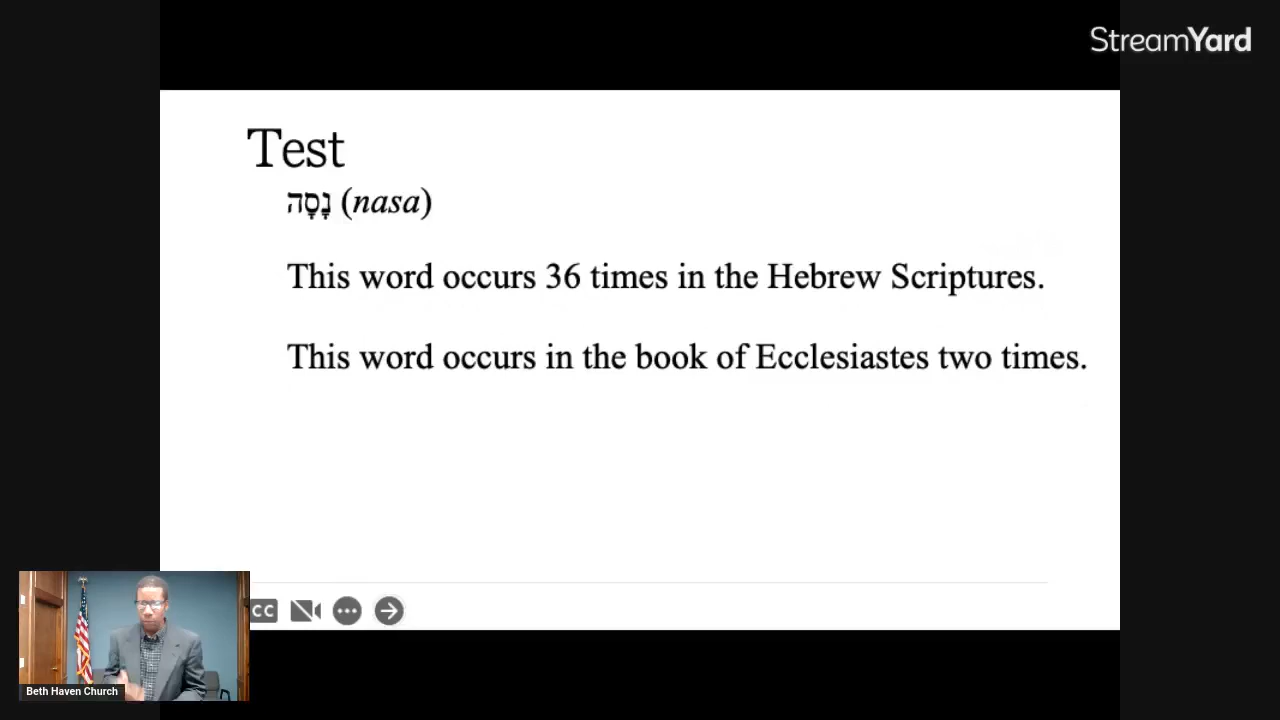 StreamYard
Test
נָסָה (nasa)
This word occurs 36 times in the Hebrew Scriptures.
This word occurs in the book of Ecclesiastes two times.
CC
Beth Haven Church